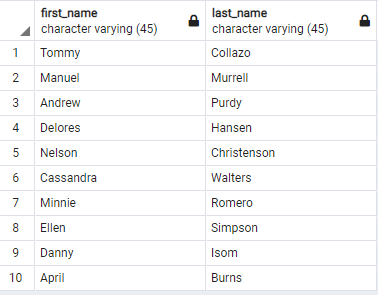 first_name last_name
character varying (45) character varying (45)
1 Tommy Collazo
2 Manuel Murrell
3 Andrew Purdy
4 Delores Hansen
5 Nelson Christenson
6 Cassandra Walters
7 Minnie Romero
8 Ellen Simpson
9 Danny Isom
10 April Burns